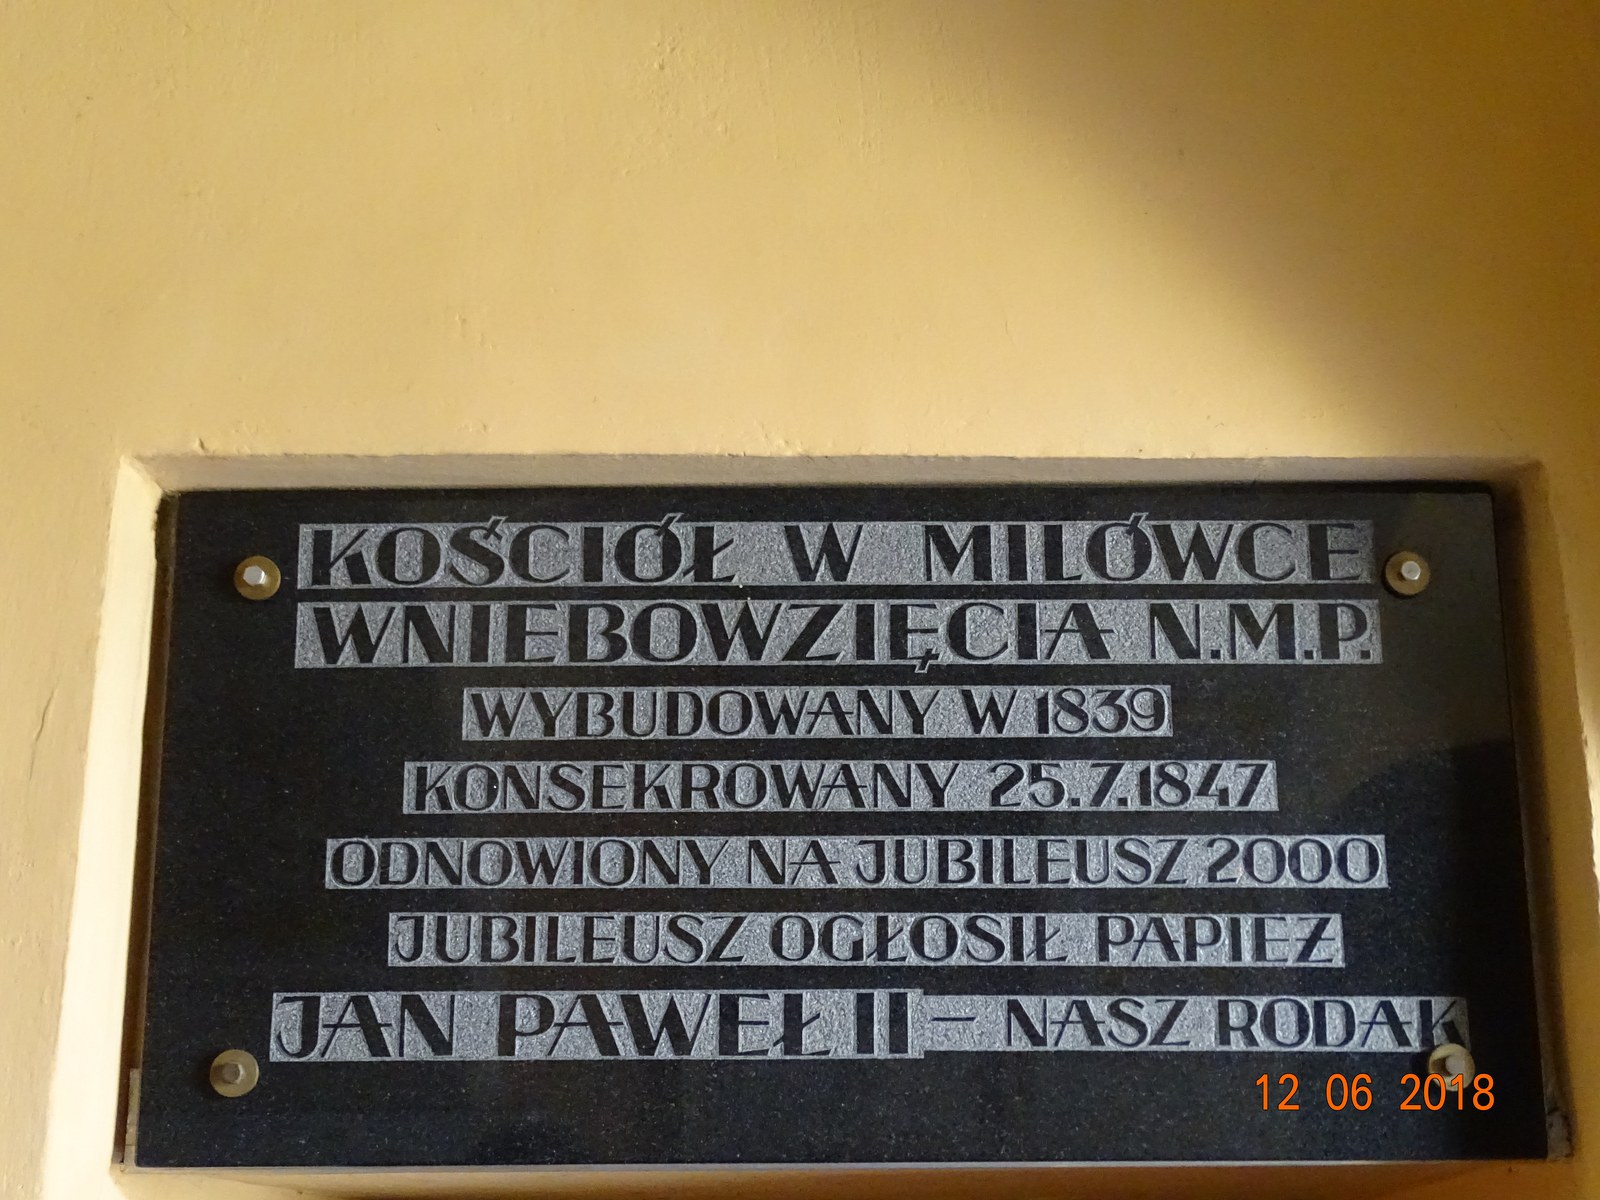 KOŚCIÓŁ W MILÓWCE
WNIEBOWZIĘCIA N.M.P.
WYBUDOWANY W 1839
KONSEKROWANY 25.7.1847
ODNOWIONY NA JUBILEUSZ 2000
JUBILEUSZ OGŁOSIŁ PAPIEŻ
JAN PAWEŁ II – NASZ RODAK
12 06 2018